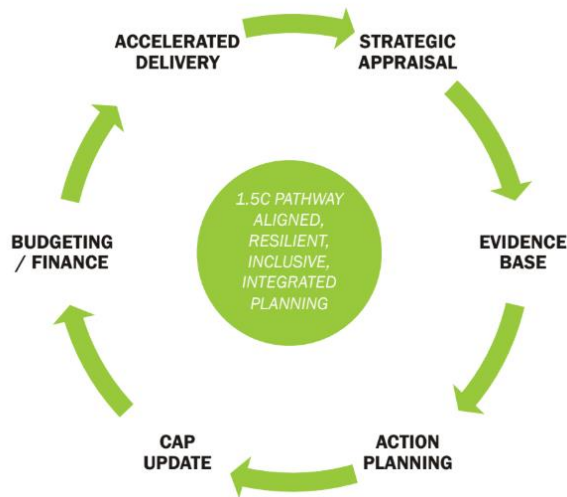 ACCELERATED
DELIVERY
STRATEGIC
APPRAISAL
1.5C PATHWAY
ALIGNED,
RESILIENT,
INCLUSIVE,
INTEGRATED
PLANNING
BUDGETING
/ FINANCE
EVIDENCE
BASE
CAP
UPDATE
ACTION
PLANNING